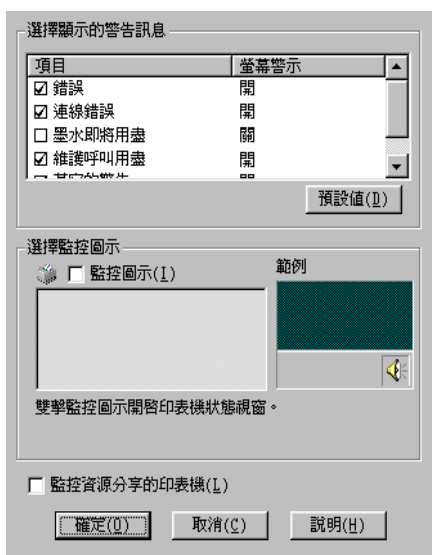 選擇顯示的警告訊息
項目 螢幕警示
錯誤 開
連線錯誤 開
墨水即將用盡 關
維護呼叫用盡 開
預設值(D)
選擇監控圖示
監控圖示(I)
範例
雙擊監控圖示開啓印表機狀態視窗。
監控資源分享的印表機(L)
確定(O) 取消(C) 說明(H)